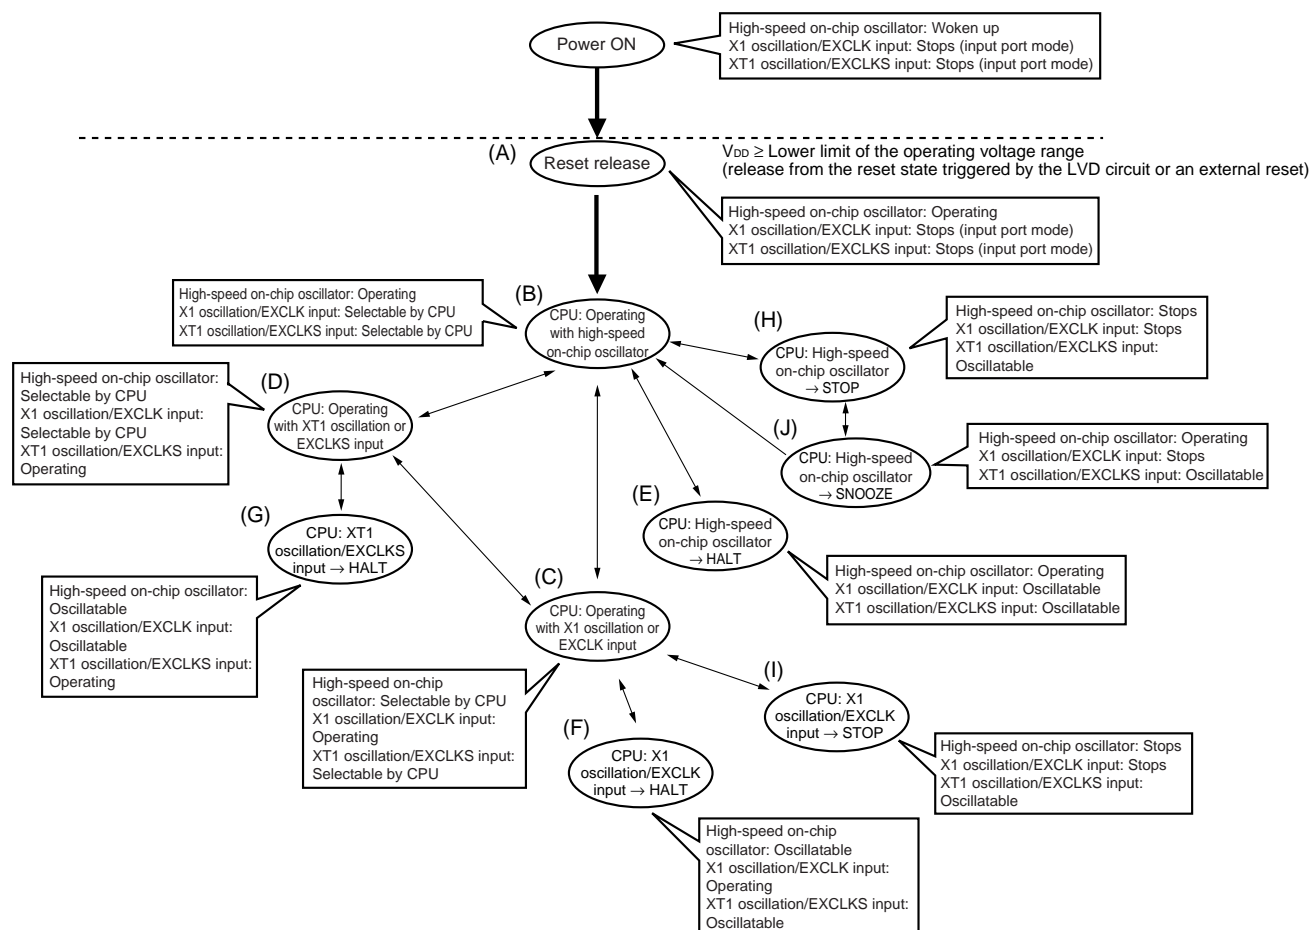 Power ON
High-speed on-chip oscillator: Woken up
X1 oscillation/EXCLK input: Stops (input port mode)
XT1 oscillation/EXCLKS input: Stops (input port mode)
(A)
Reset release
VDD ≥ Lower limit of the operating voltage range
(release from the reset state triggered by the LVD circuit or an external reset)
High-speed on-chip oscillator: Operating
X1 oscillation/EXCLK input: Stops (input port mode)
XT1 oscillation/EXCLKS input: Stops (input port mode)
(B)
CPU: Operating
with high-speed
on-chip oscillator
High-speed on-chip oscillator: Operating
X1 oscillation/EXCLK input: Selectable by CPU
XT1 oscillation/EXCLKS input: Selectable by CPU
(H)
CPU: High-speed
on-chip oscillator
→ STOP
High-speed on-chip oscillator: Stops
X1 oscillation/EXCLK input: Stops
XT1 oscillation/EXCLKS input:
Oscillatable
(D)
CPU: Operating
with XT1 oscillation or
EXCLKS input
High-speed on-chip oscillator:
Selectable by CPU
X1 oscillation/EXCLK input:
Selectable by CPU
XT1 oscillation/EXCLKS input:
Operating
(J)
CPU: High-speed
on-chip oscillator
→ SNOOZE
High-speed on-chip oscillator: Operating
X1 oscillation/EXCLK input: Stops
XT1 oscillation/EXCLKS input: Oscillatable
(E)
CPU: High-speed
on-chip oscillator
→ HALT
High-speed on-chip oscillator: Operating
X1 oscillation/EXCLK input: Oscillatable
XT1 oscillation/EXCLKS input: Oscillatable
(G)
CPU: XT1
oscillation/EXCLKS
input → HALT
High-speed on-chip oscillator:
Oscillatable
X1 oscillation/EXCLK input:
Oscillatable
XT1 oscillation/EXCLKS input:
Operating
(C)
CPU: Operating
with X1 oscillation or
EXCLK input
High-speed on-chip
oscillator: Selectable by CPU
X1 oscillation/EXCLK input:
Operating
XT1 oscillation/EXCLKS input:
Selectable by CPU
(I)
CPU: X1
oscillation/EXCLK
input → STOP
High-speed on-chip oscillator: Stops
X1 oscillation/EXCLK input: Stops
XT1 oscillation/EXCLKS input:
Oscillatable
(F)
CPU: X1
oscillation/EXCLK
input → HALT
High-speed on-chip
oscillator: Oscillatable
X1 oscillation/EXCLK input:
Operating
XT1 oscillation/EXCLKS input:
Oscillatable